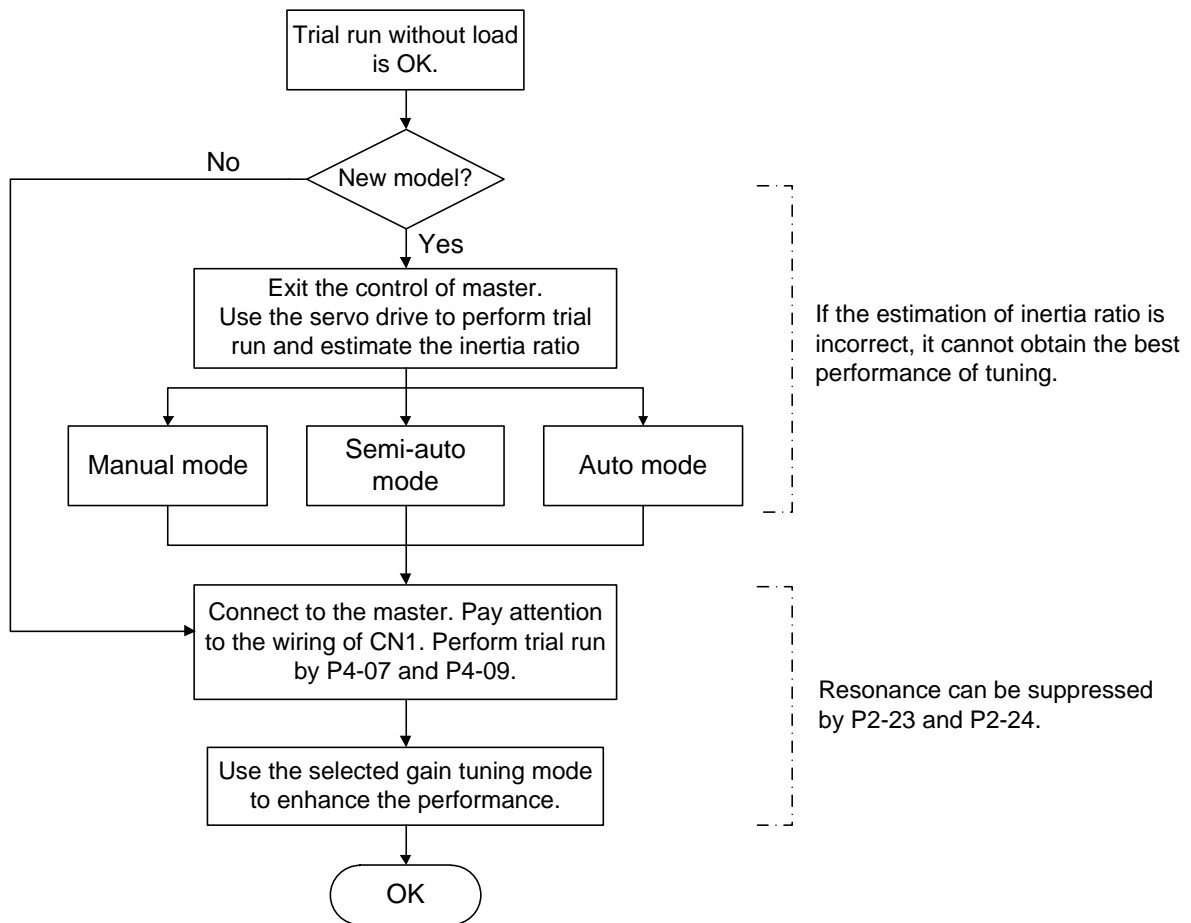 Trial run without load
is OK.
No
New model?
Yes
Exit the control of master.
Use the servo drive to perform trial
run and estimate the inertia ratio
If the estimation of inertia ratio is
incorrect, it cannot obtain the best
performance of tuning.
Manual mode
Semi-auto
mode
Auto mode
Connect to the master. Pay attention
to the wiring of CN1. Perform trial run
by P4-07 and P4-09.
Resonance can be suppressed
by P2-23 and P2-24.
Use the selected gain tuning mode
to enhance the performance.
OK